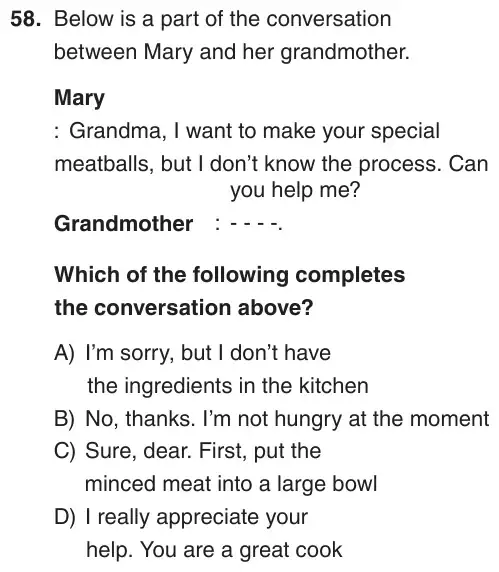 58. Below is a part of the conversation
between Mary and her grandmother.
Mary
: Grandma, I want to make your special
meatballs, but I don't know the process. Can
you help me?
Grandmother : - - - -.
Which of the following completes
the conversation above?
A) I'm sorry, but I don't have
the ingredients in the kitchen
B) No, thanks. I'm not hungry at the moment
C) Sure, dear. First, put the
minced meat into a large bowl
D) I really appreciate your
help. You are a great cook